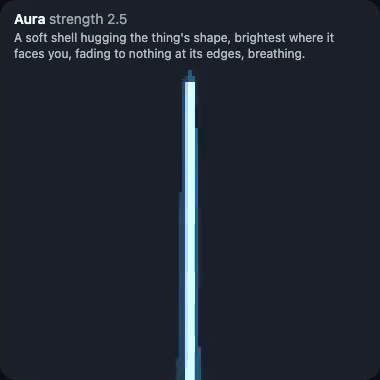 Aura strength 2.5
A soft shell hugging the thing's shape, brightest where it
faces you, fading to nothing at its edges, breathing.